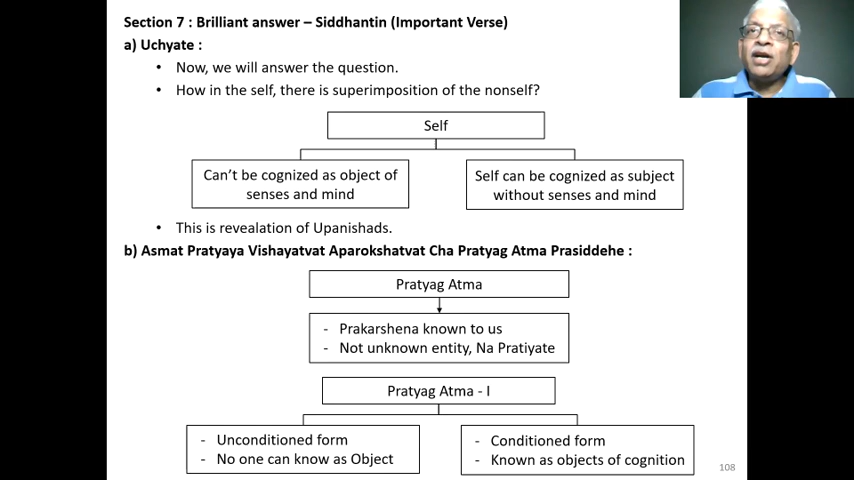 Section 7 : Brilliant answer – Siddhantin (Important Verse)
a) Uchyate :
• Now, we will answer the question.
• How in the self, there is superimposition of the nonself?
Self
Can't be cognized as object of
senses and mind
Self can be cognized as subject
without senses and mind
• This is revealation of Upanishads.
b) Asmat Pratyaya Vishayatvat Aparokshatvat Cha Pratyag Atma Prasiddehe :
Pratyag Atma
- Prakarshena known to us
- Not unknown entity, Na Pratiyate
Pratyag Atma - I
- Unconditioned form
- No one can know as Object
- Conditioned form
- Known as objects of cognition
108